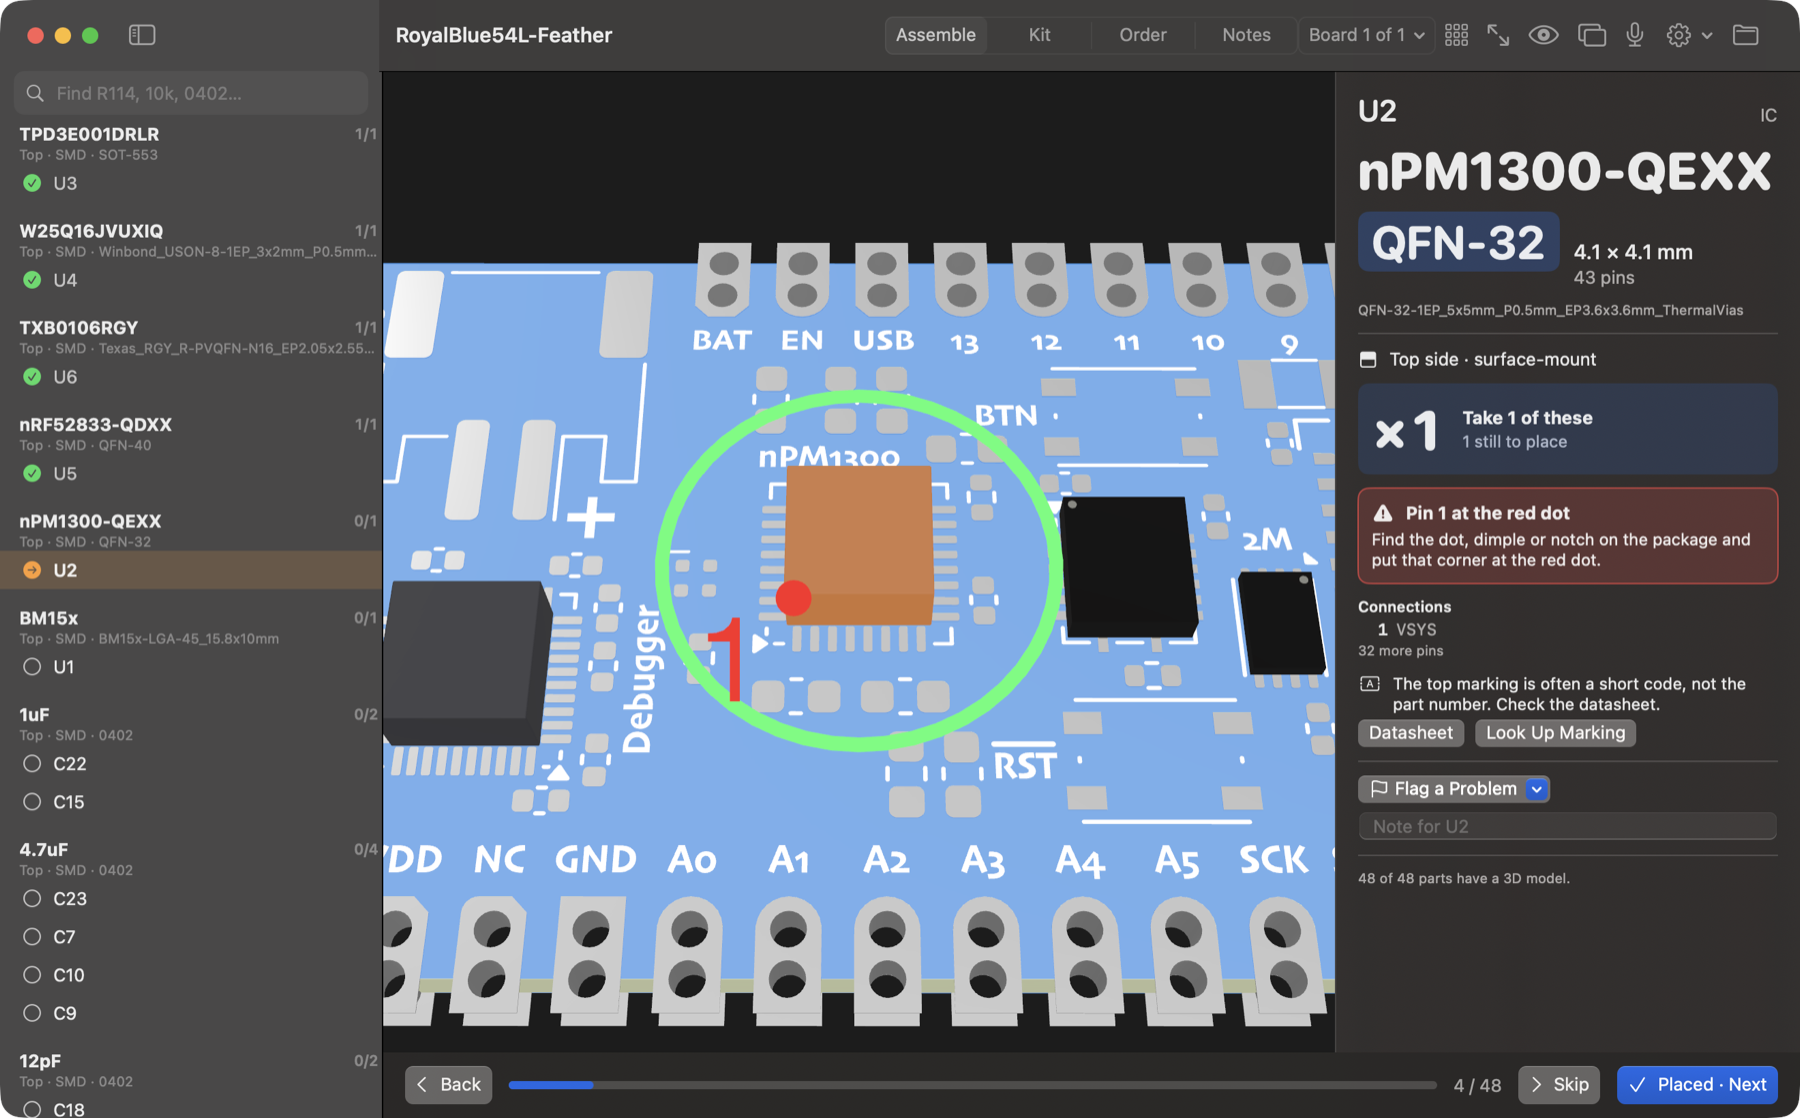 RoyalBlue54L-Feather
Assemble
Kit
Order
Notes
Board 1 of 1
Find R114, 10k, 0402...
TPD3E001DRLR 1/1
Top · SMD · SOT-553
U3
W25Q16JVUXIQ 1/1
Top · SMD · Winbond_USON-8-1EP_3x2mm_P0.5mm...
U4
TXB0106RGY 1/1
Top · SMD · Texas_RGY_R-PVQFN-N16_EP2.05x2.55...
U6
nRF52833-QDXX 1/1
Top · SMD · QFN-40
U5
nPM1300-QEXX 0/1
Top · SMD · QFN-32
U2
BM15x 0/1
Top · SMD · BM15x-LGA-45_15.8x10mm
U1
1uF 0/2
Top · SMD · 0402
C22
C15
4.7uF 0/4
Top · SMD · 0402
C23
C7
C10
C9
12pF 0/2
Top · SMD · 0402
C18
BAT EN USB 13 12 11 10 9
BTN
nPM1300
2M
1
Debugger
RST
DD NC GND A0 A1 A2 A3 A4 A5 SCK
U2 IC
nPM1300-QEXX
QFN-32 4.1 × 4.1 mm
43 pins
QFN-32-1EP_5x5mm_P0.5mm_EP3.6x3.6mm_ThermalVias
Top side · surface-mount
×1 Take 1 of these
1 still to place
Pin 1 at the red dot
Find the dot, dimple or notch on the package and
put that corner at the red dot.
Connections
1 VSYS
32 more pins
A The top marking is often a short code, not the
part number. Check the datasheet.
Datasheet Look Up Marking
Flag a Problem
Note for U2
48 of 48 parts have a 3D model.
Back
4 / 48
Skip
Placed · Next